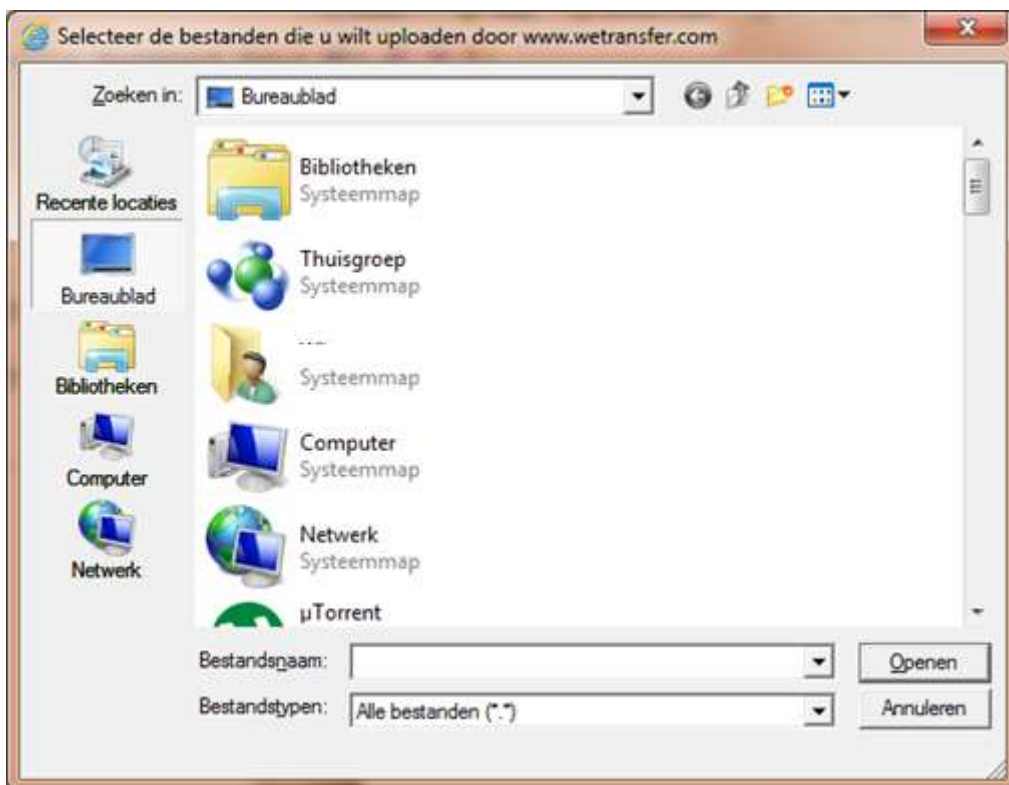 Selecteer de bestanden die u wilt uploaden door www.wetransfer.com
Zoeken in: Bureaublad
Recente locaties
Bureaublad
Bibliotheken
Computer
Netwerk
Bibliotheken
Systeemmap
Thuisgroep
Systeemmap
Systeemmap
Computer
Systeemmap
Netwerk
Systeemmap
µTorrent
Bestandsnaam:
Openen
Bestandstypen: Alle bestanden (*.*)
Annuleren